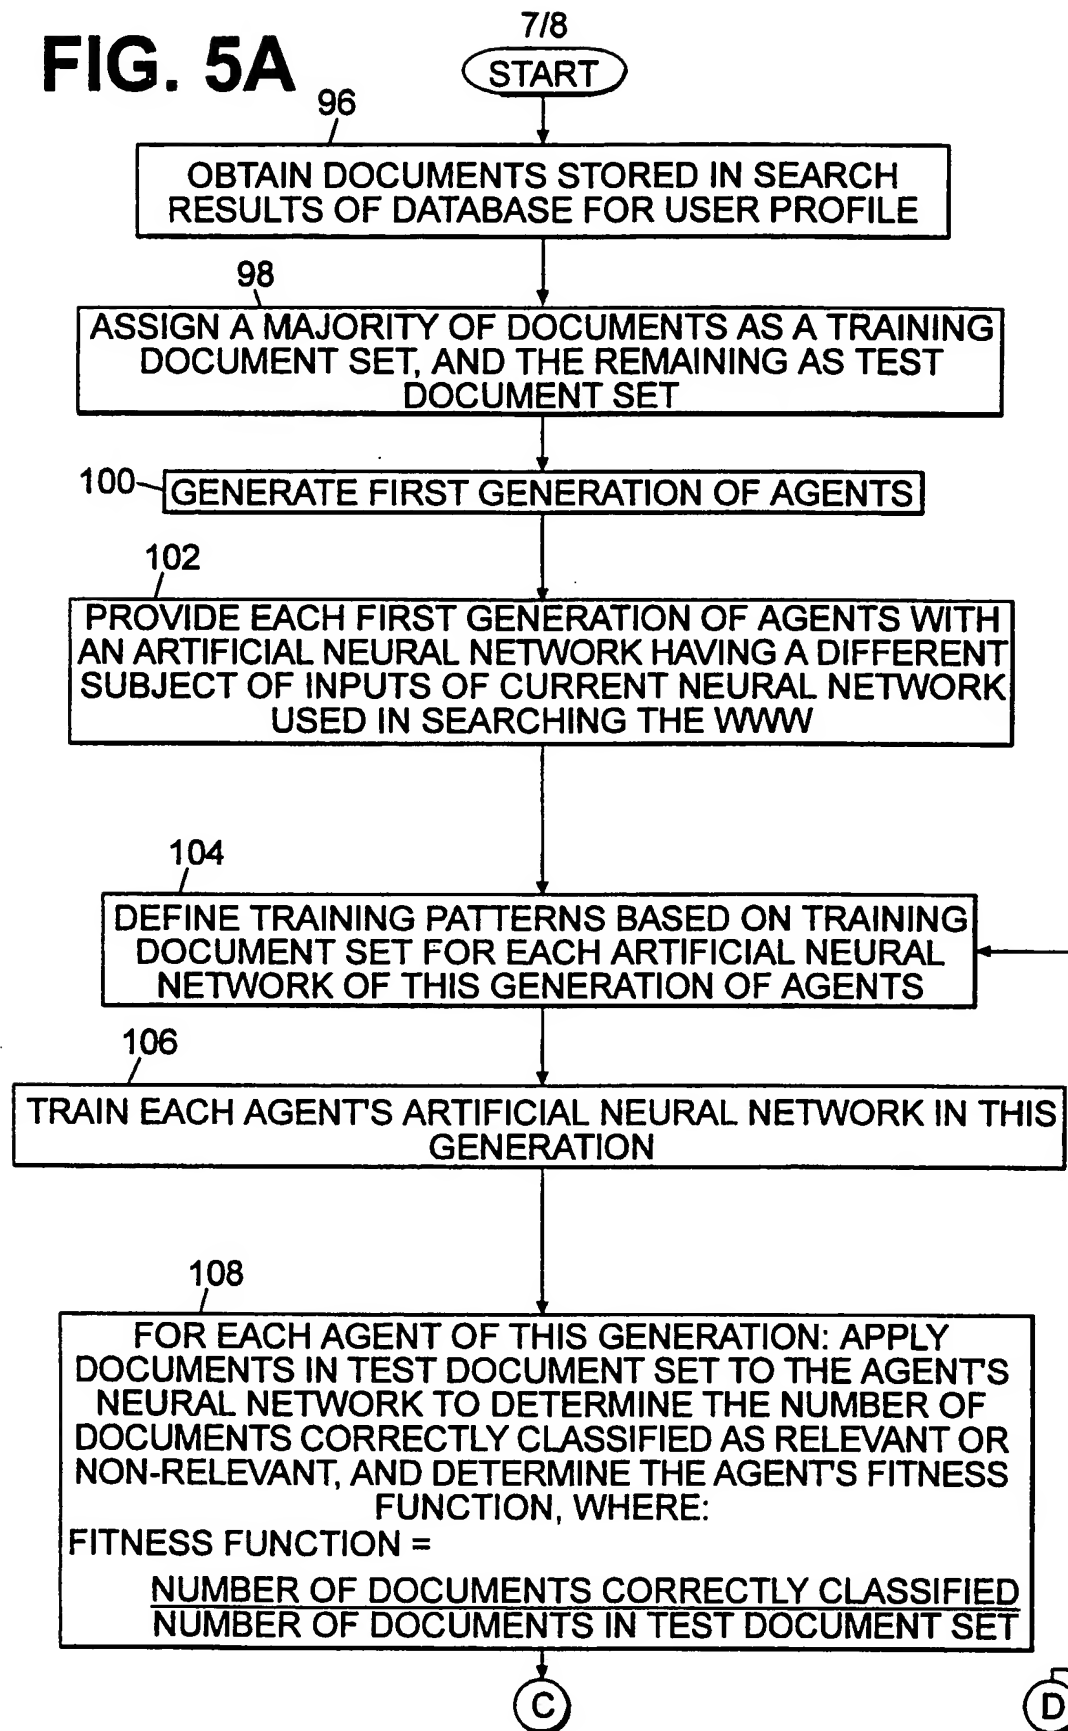 7/8
FIG. 5A
START
96
OBTAIN DOCUMENTS STORED IN SEARCH
RESULTS OF DATABASE FOR USER PROFILE
98
ASSIGN A MAJORITY OF DOCUMENTS AS A TRAINING
DOCUMENT SET, AND THE REMAINING AS TEST
DOCUMENT SET
100
GENERATE FIRST GENERATION OF AGENTS
102
PROVIDE EACH FIRST GENERATION OF AGENTS WITH
AN ARTIFICIAL NEURAL NETWORK HAVING A DIFFERENT
SUBJECT OF INPUTS OF CURRENT NEURAL NETWORK
USED IN SEARCHING THE WWW
104
DEFINE TRAINING PATTERNS BASED ON TRAINING
DOCUMENT SET FOR EACH ARTIFICIAL NEURAL
NETWORK OF THIS GENERATION OF AGENTS
106
TRAIN EACH AGENT'S ARTIFICIAL NEURAL NETWORK IN THIS
GENERATION
108
FOR EACH AGENT OF THIS GENERATION: APPLY
DOCUMENTS IN TEST DOCUMENT SET TO THE AGENT'S
NEURAL NETWORK TO DETERMINE THE NUMBER OF
DOCUMENTS CORRECTLY CLASSIFIED AS RELEVANT OR
NON-RELEVANT, AND DETERMINE THE AGENT'S FITNESS
FUNCTION, WHERE:
FITNESS FUNCTION =
NUMBER OF DOCUMENTS CORRECTLY CLASSIFIED
NUMBER OF DOCUMENTS IN TEST DOCUMENT SET
C
D